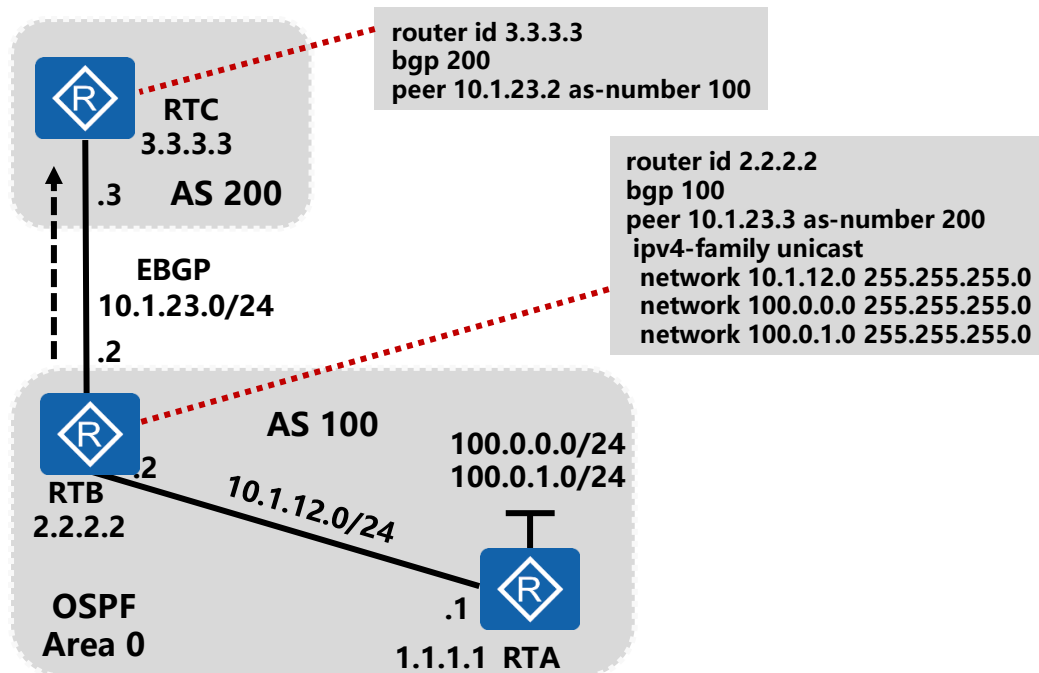 router id 3.3.3.3
bgp 200
peer 10.1.23.2 as-number 100
R
RTC
3.3.3.3
.3
AS 200
router id 2.2.2.2
bgp 100
peer 10.1.23.3 as-number 200
ipv4-family unicast
network 10.1.12.0 255.255.255.0
network 100.0.0.0 255.255.255.0
network 100.0.1.0 255.255.255.0
EBGP
10.1.23.0/24
.2
R
AS 100
.2
RTB
2.2.2.2
10.1.12.0/24
100.0.0.0/24
100.0.1.0/24
R
.1
OSPF
Area 0
1.1.1.1 RTA